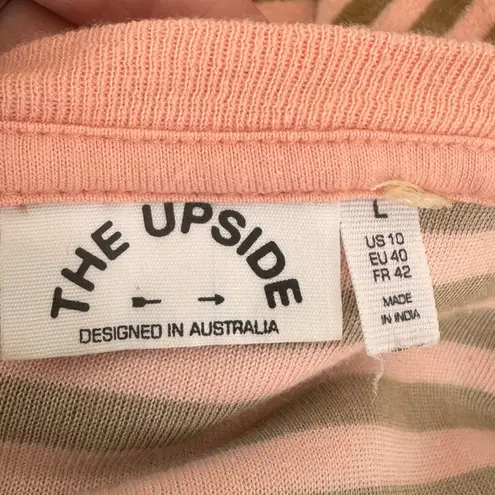 THE UPSIDE
DESIGNED IN AUSTRALIA
L
US 10
EU 40
FR 42
MADE
IN INDIA